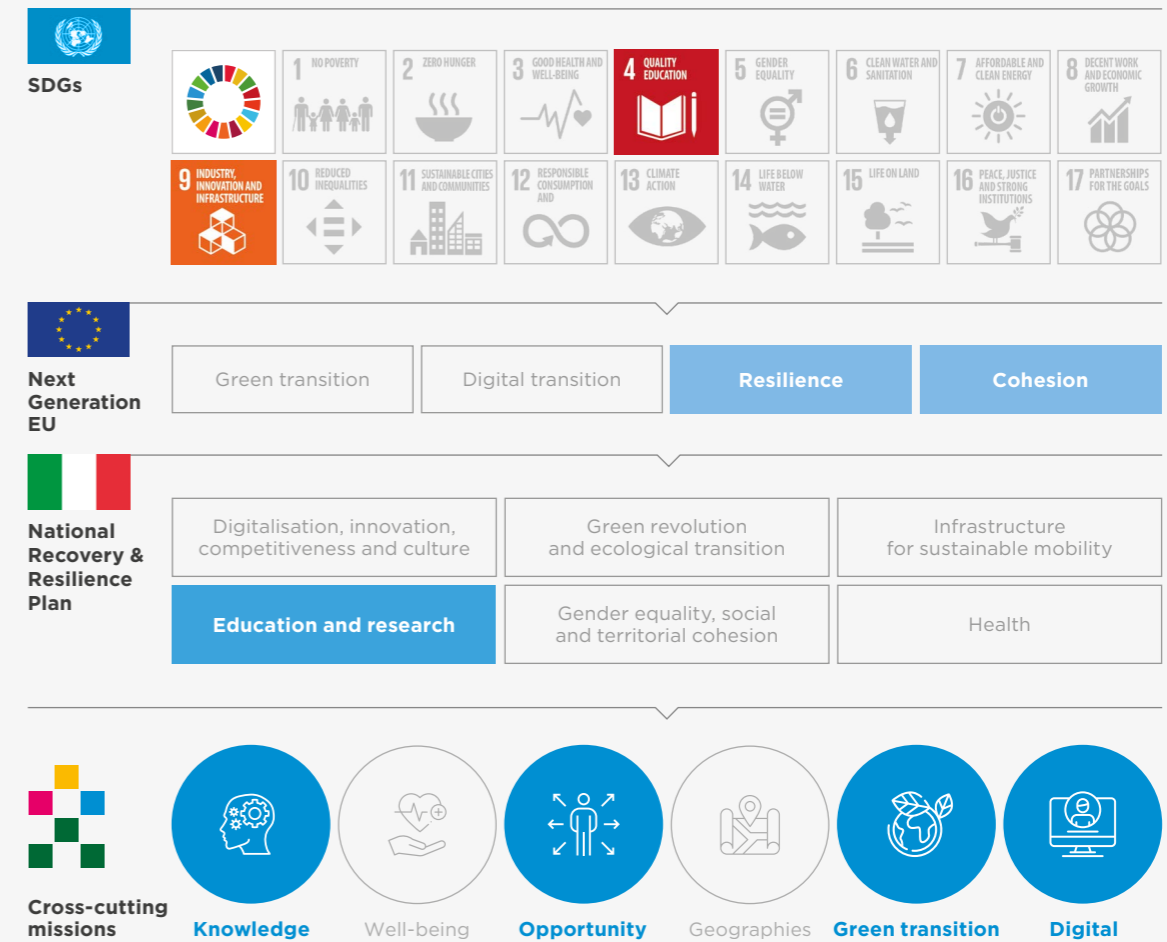 SDGs
1 NO POVERTY
2 ZERO HUNGER
3 GOOD HEALTH AND
WELL-BEING
4 QUALITY
EDUCATION
5 GENDER
EQUALITY
6 CLEAN WATER AND
SANITATION
7 AFFORDABLE AND
CLEAN ENERGY
8 DECENT WORK
AND ECONOMIC
GROWTH
9 INDUSTRY,
INNOVATION AND
INFRASTRUCTURE
10 REDUCED
INEQUALITIES
11 SUSTAINABLE CITIES
AND COMMUNITIES
12 RESPONSIBLE
CONSUMPTION
AND
13 CLIMATE
ACTION
14 LIFE BELOW
WATER
15 LIFE ON LAND
16 PEACE, JUSTICE
AND STRONG
INSTITUTIONS
17 PARTNERSHIPS
FOR THE GOALS
Next
Generation
EU
Green transition
Digital transition
Resilience
Cohesion
National
Recovery &
Resilience
Plan
Digitalisation, innovation,
competitiveness and culture
Green revolution
and ecological transition
Infrastructure
for sustainable mobility
Education and research
Gender equality, social
and territorial cohesion
Health
Cross-cutting
missions
Knowledge
Well-being
Opportunity
Geographies
Green transition
Digital